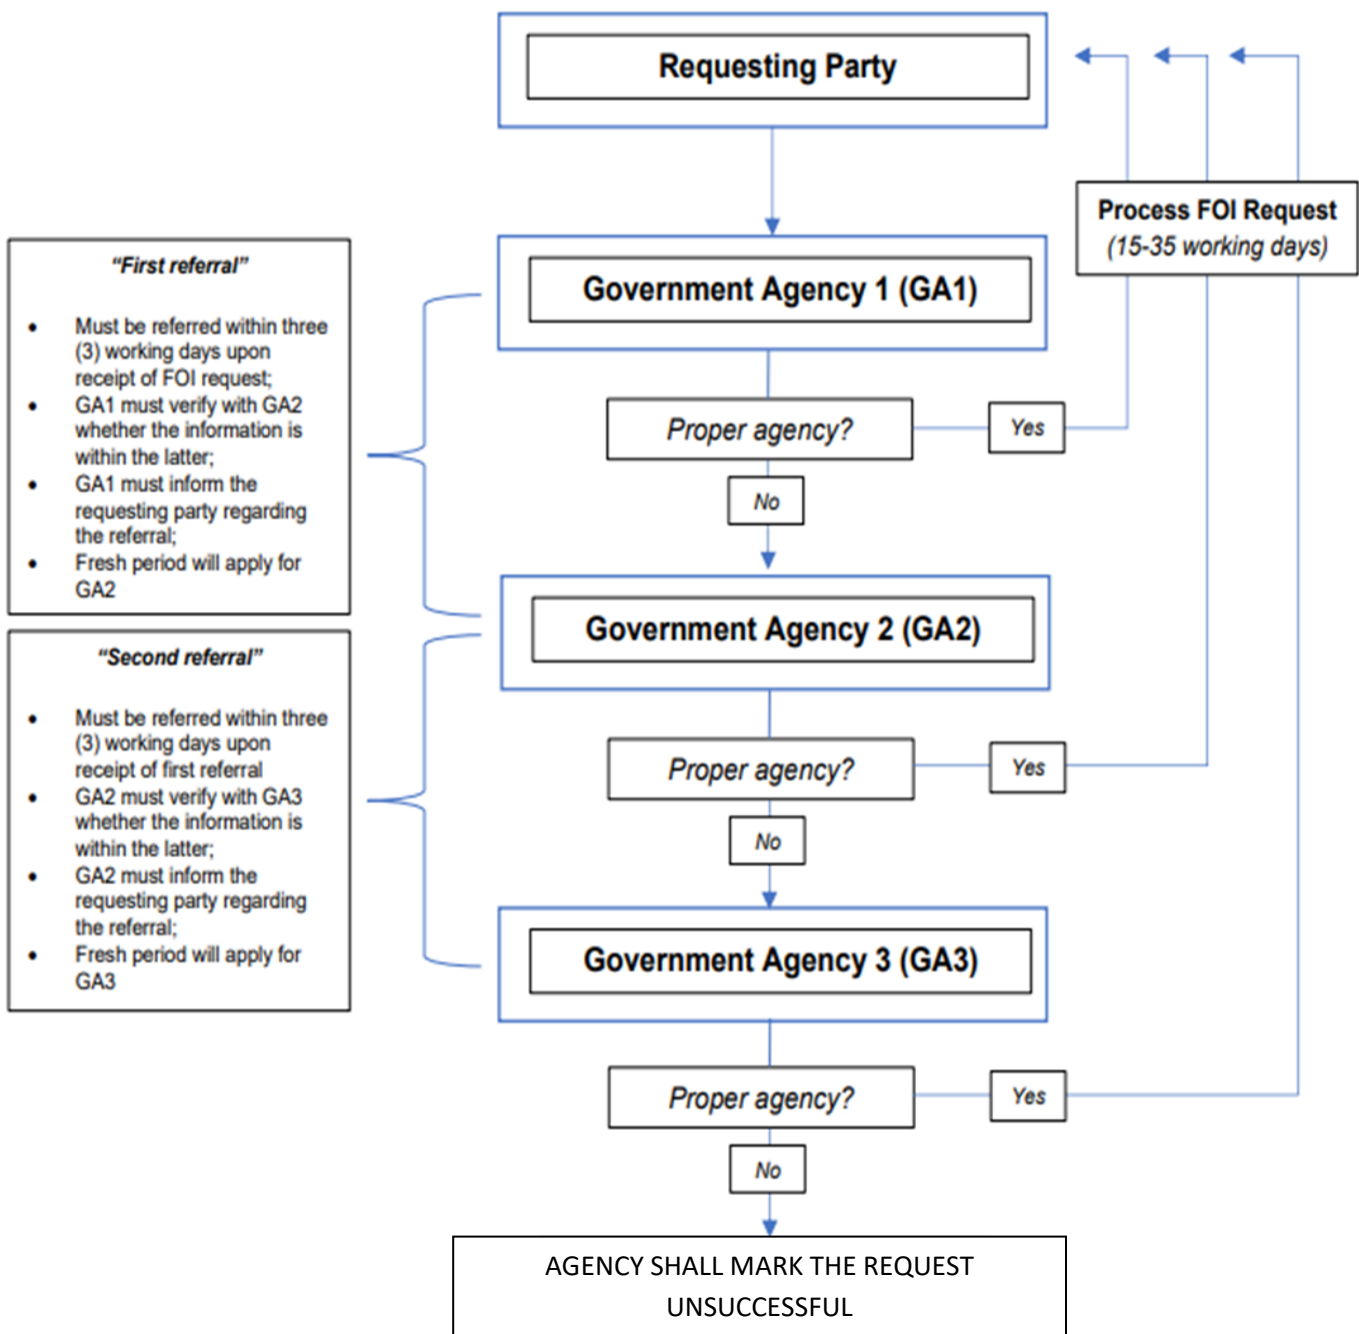 Requesting Party
Process FOI Request
(15-35 working days)
Government Agency 1 (GA1)
Proper agency?
Yes
No
“First referral”
• Must be referred within three
(3) working days upon
receipt of FOI request;
• GA1 must verify with GA2
whether the information is
within the latter;
• GA1 must inform the
requesting party regarding
the referral;
• Fresh period will apply for
GA2
Government Agency 2 (GA2)
Proper agency?
Yes
No
“Second referral”
• Must be referred within three
(3) working days upon
receipt of first referral
• GA2 must verify with GA3
whether the information is
within the latter;
• GA2 must inform the
requesting party regarding
the referral;
• Fresh period will apply for
GA3
Government Agency 3 (GA3)
Proper agency?
Yes
No
AGENCY SHALL MARK THE REQUEST
UNSUCCESSFUL